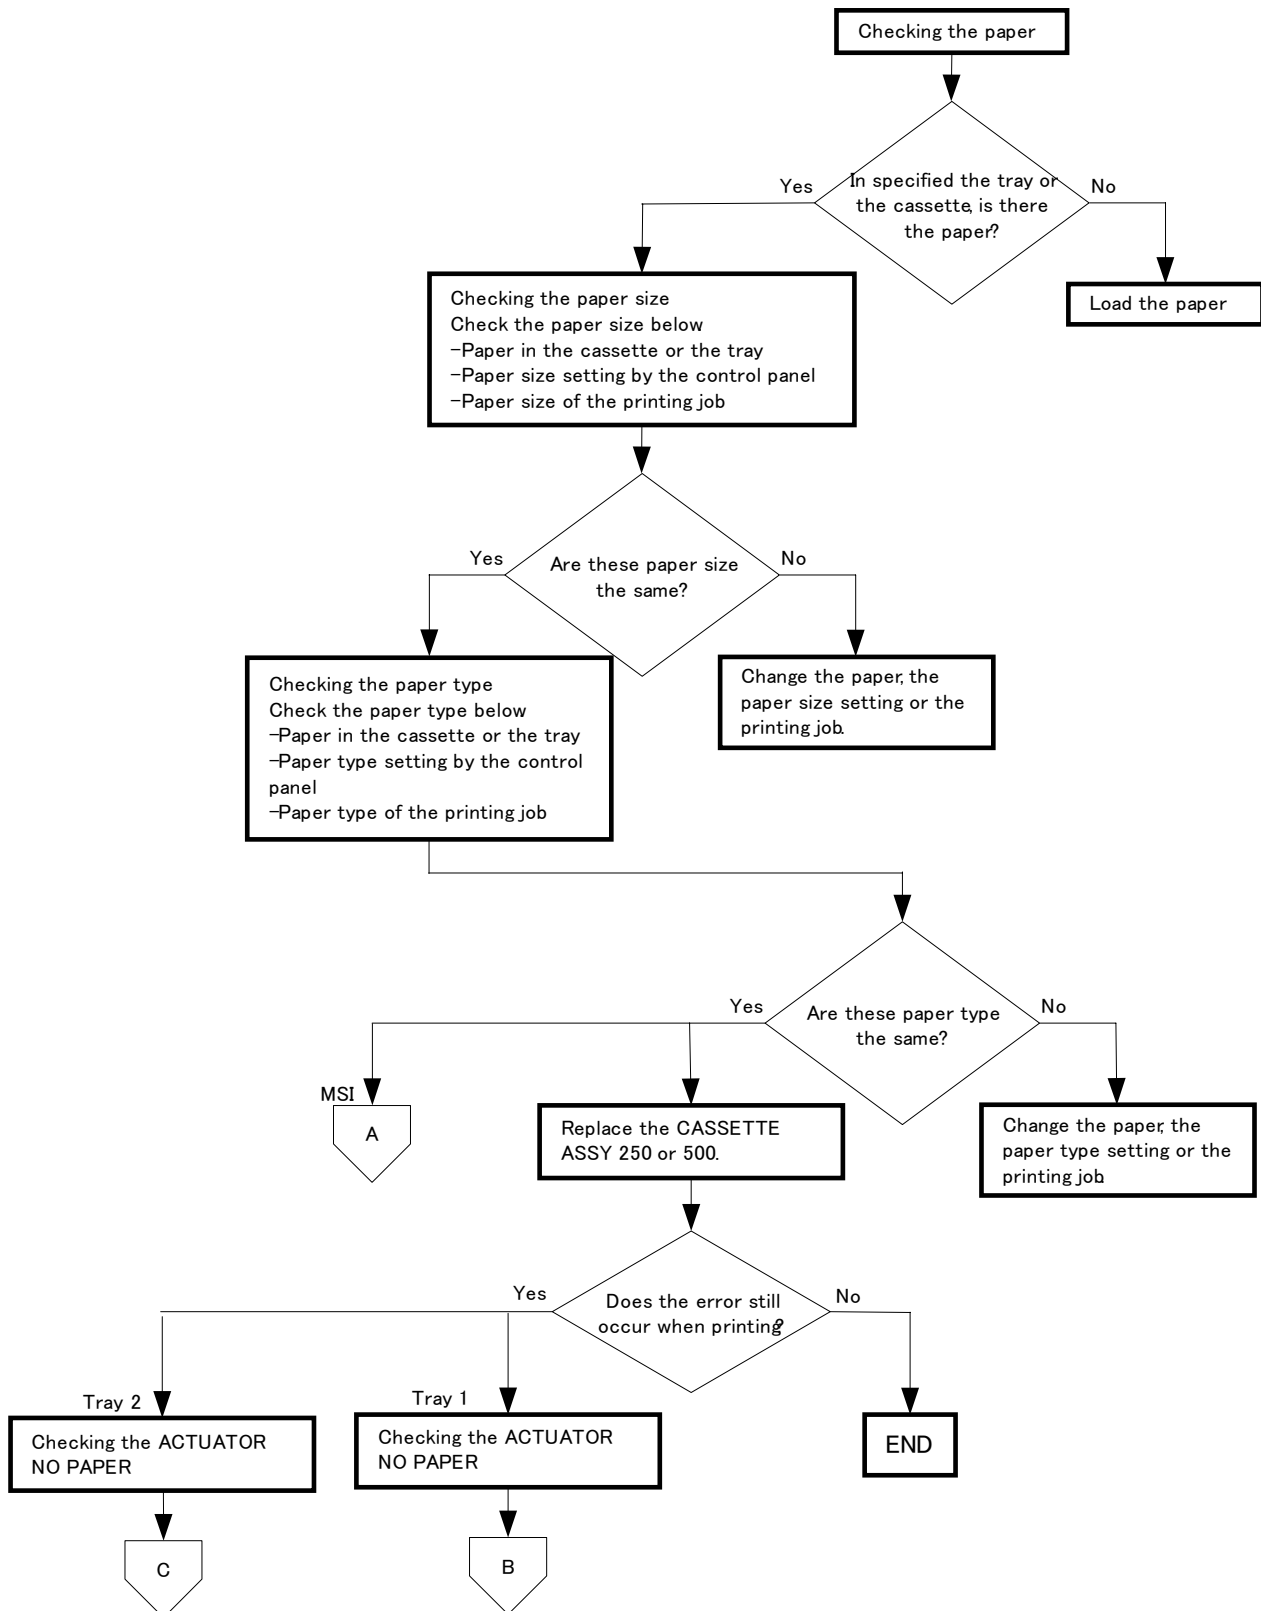 Checking the paper
Yes
In specified the tray or
the cassette, is there
the paper?
No
Checking the paper size
Check the paper size below
-Paper in the cassette or the tray
-Paper size setting by the control panel
-Paper size of the printing job
Load the paper
Yes
Are these paper size
the same?
No
Checking the paper type
Check the paper type below
-Paper in the cassette or the tray
-Paper type setting by the control
panel
-Paper type of the printing job
Change the paper, the
paper size setting or the
printing job.
Yes
Are these paper type
the same?
No
MSI
A
Replace the CASSETTE
ASSY 250 or 500.
Change the paper, the
paper type setting or the
printing job.
Yes
Does the error still
occur when printing?
No
Tray 2
Tray 1
Checking the ACTUATOR
NO PAPER
Checking the ACTUATOR
NO PAPER
END
C
B